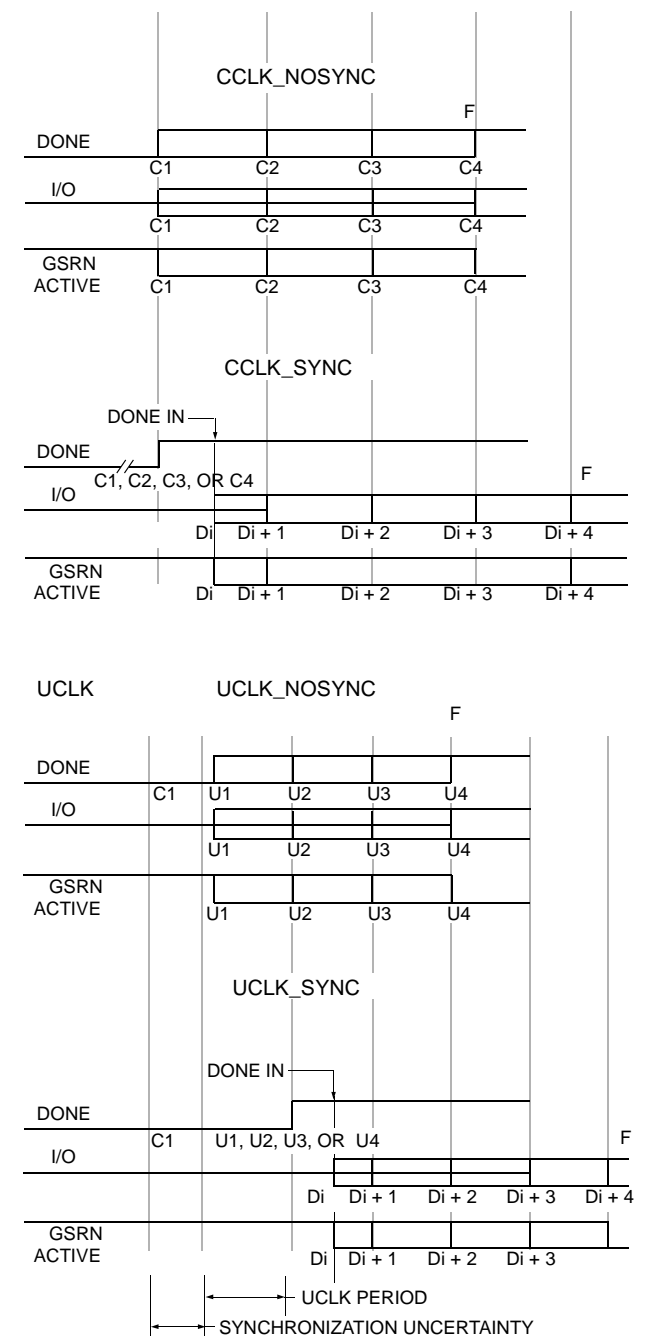 CCLK_NOSYNC
F
DONE
C1 C2 C3 C4
I/O
C1 C2 C3 C4
GSRN
ACTIVE
C1 C2 C3 C4
CCLK_SYNC
DONE IN
DONE
C1, C2, C3, OR C4
F
I/O
Di Di + 1 Di + 2 Di + 3 Di + 4
GSRN
ACTIVE
Di Di + 1 Di + 2 Di + 3 Di + 4
UCLK UCLK_NOSYNC
F
DONE
C1 U1 U2 U3 U4
I/O
U1 U2 U3 U4
GSRN
ACTIVE
U1 U2 U3 U4
UCLK_SYNC
DONE IN
DONE
C1 U1, U2, U3, OR U4
F
I/O
Di Di + 1 Di + 2 Di + 3 Di + 4
GSRN
ACTIVE
Di Di + 1 Di + 2 Di + 3
UCLK PERIOD
SYNCHRONIZATION UNCERTAINTY